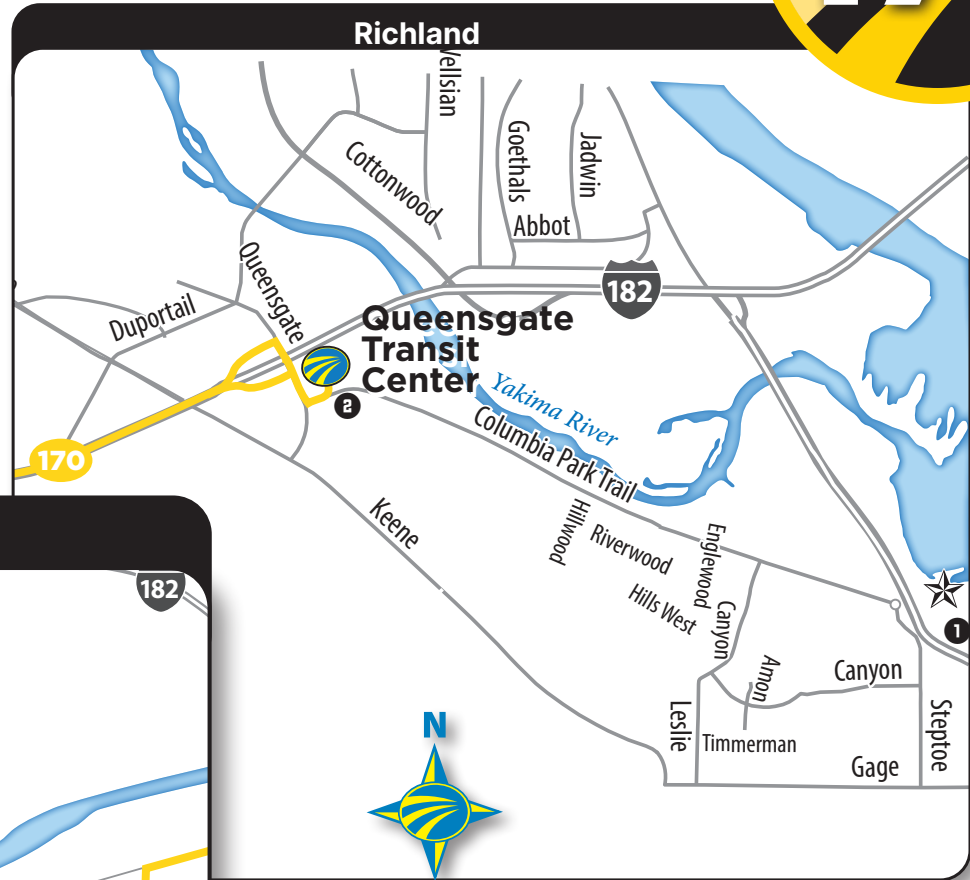 Richland
Goethals
Jadwin
Cottonwood
Abbot
Queensgate
182
Duportail
Queensgate
Transit
Center
2
Yakima River
Columbia Park Trail
170
Keene
Hillwood
Riverwood
Englewood
Hills West
Canyon
182
1
Amon
Canyon
Leslie
Timmerman
Steptoe
Gage
N